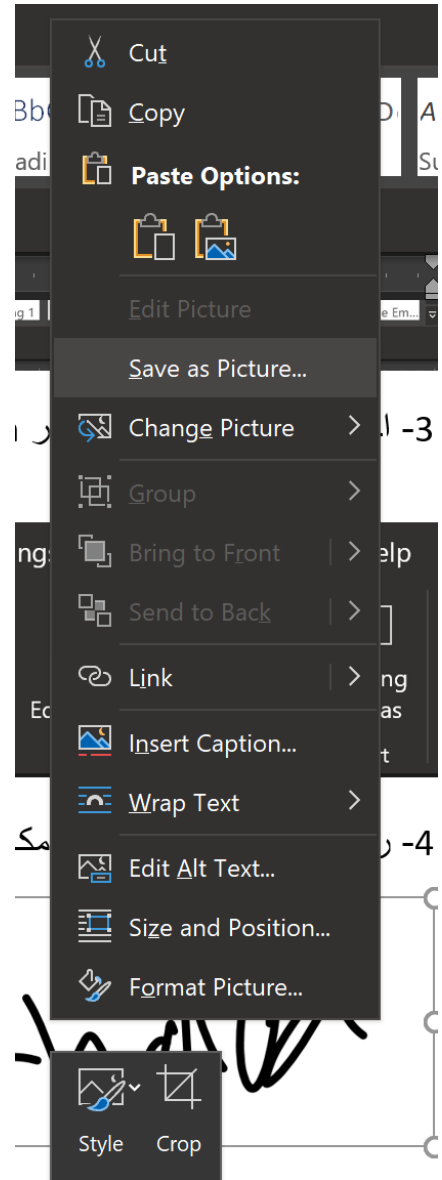 Cut
Copy
Paste Options:
Edit Picture
Save as Picture...
Change Picture
Group
Bring to Front
Send to Back
Link
Insert Caption...
Wrap Text
Edit Alt Text...
Size and Position...
Format Picture...
Style Crop